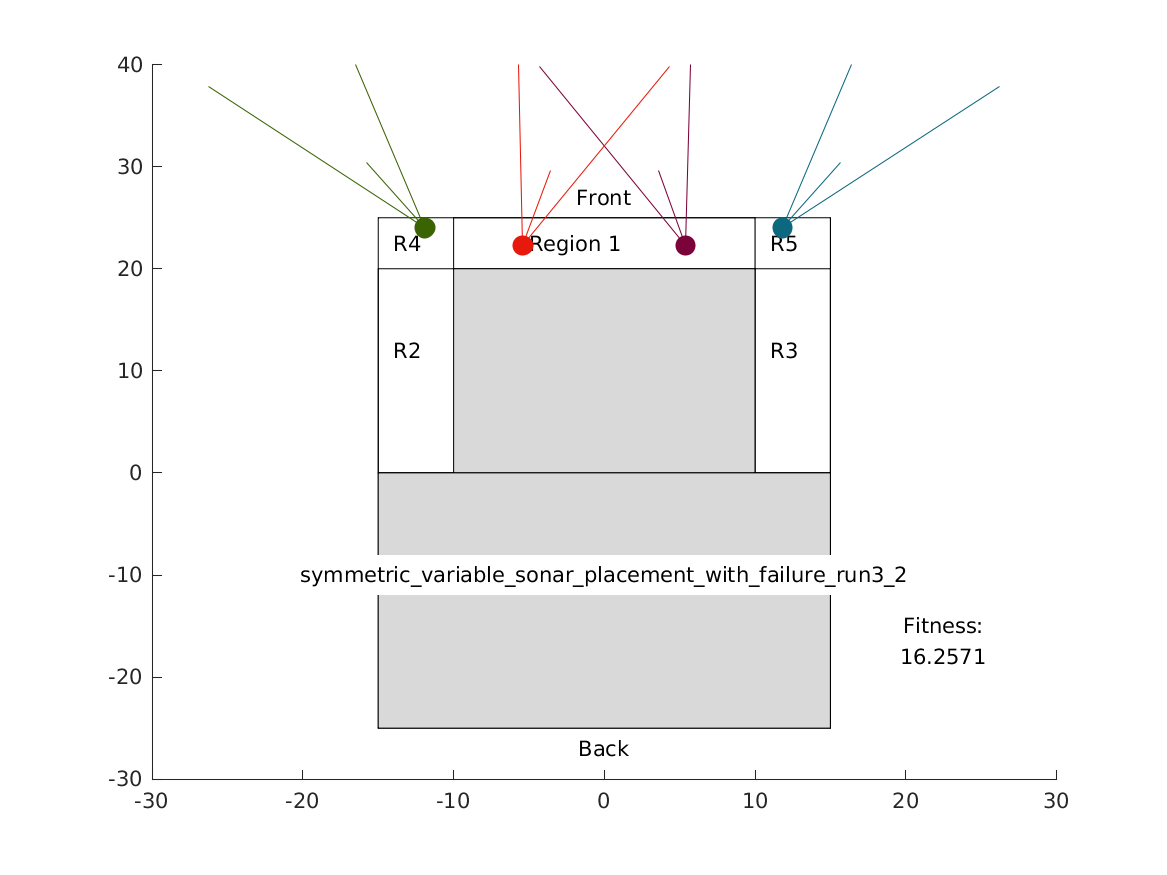 40
30
20
10
0
-10
-20
-30
Front
R4
Region 1
R5
R2
R3
symmetric_variable_sonar_placement_with_failure_run3_2
Fitness:
16.2571
Back
-30
-20
-10
0
10
20
30